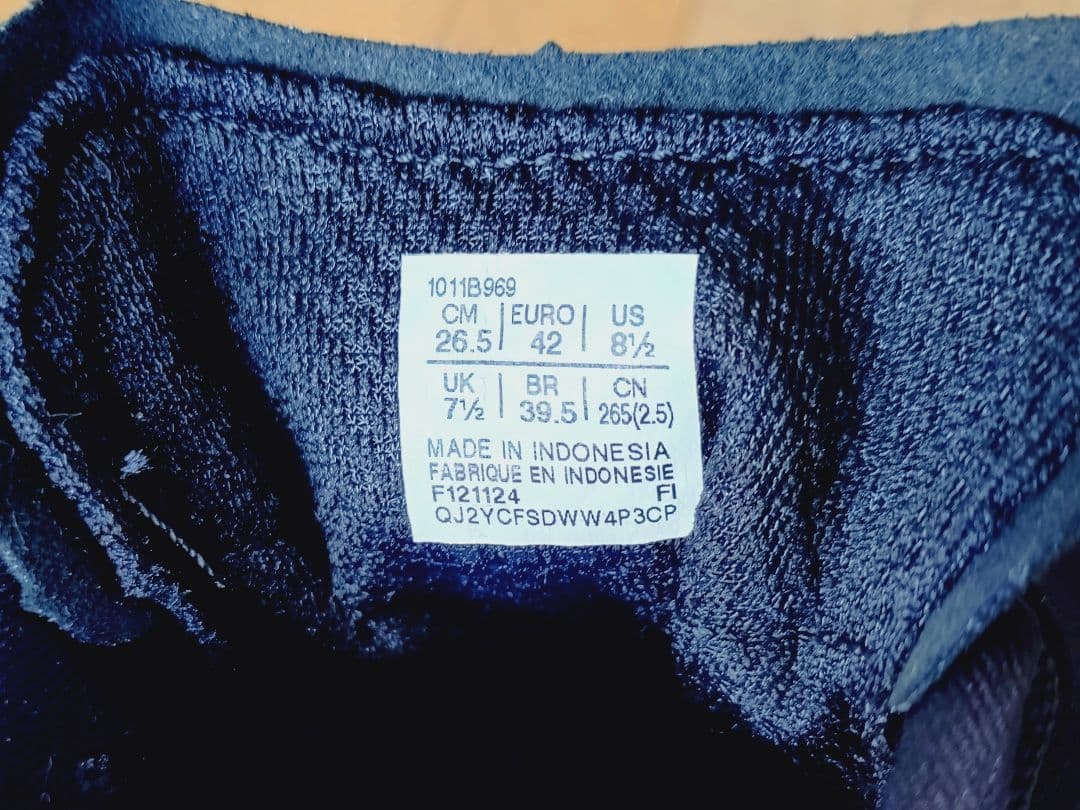 1011B969
CM | EURO | US
26.5 | 42 | 8½
UK | BR | CN
7½ | 39.5 | 265(2.5)
MADE IN INDONESIA
FABRIQUE EN INDONESIE
F121124 FI
QJ2YCFSDWW4P3CP